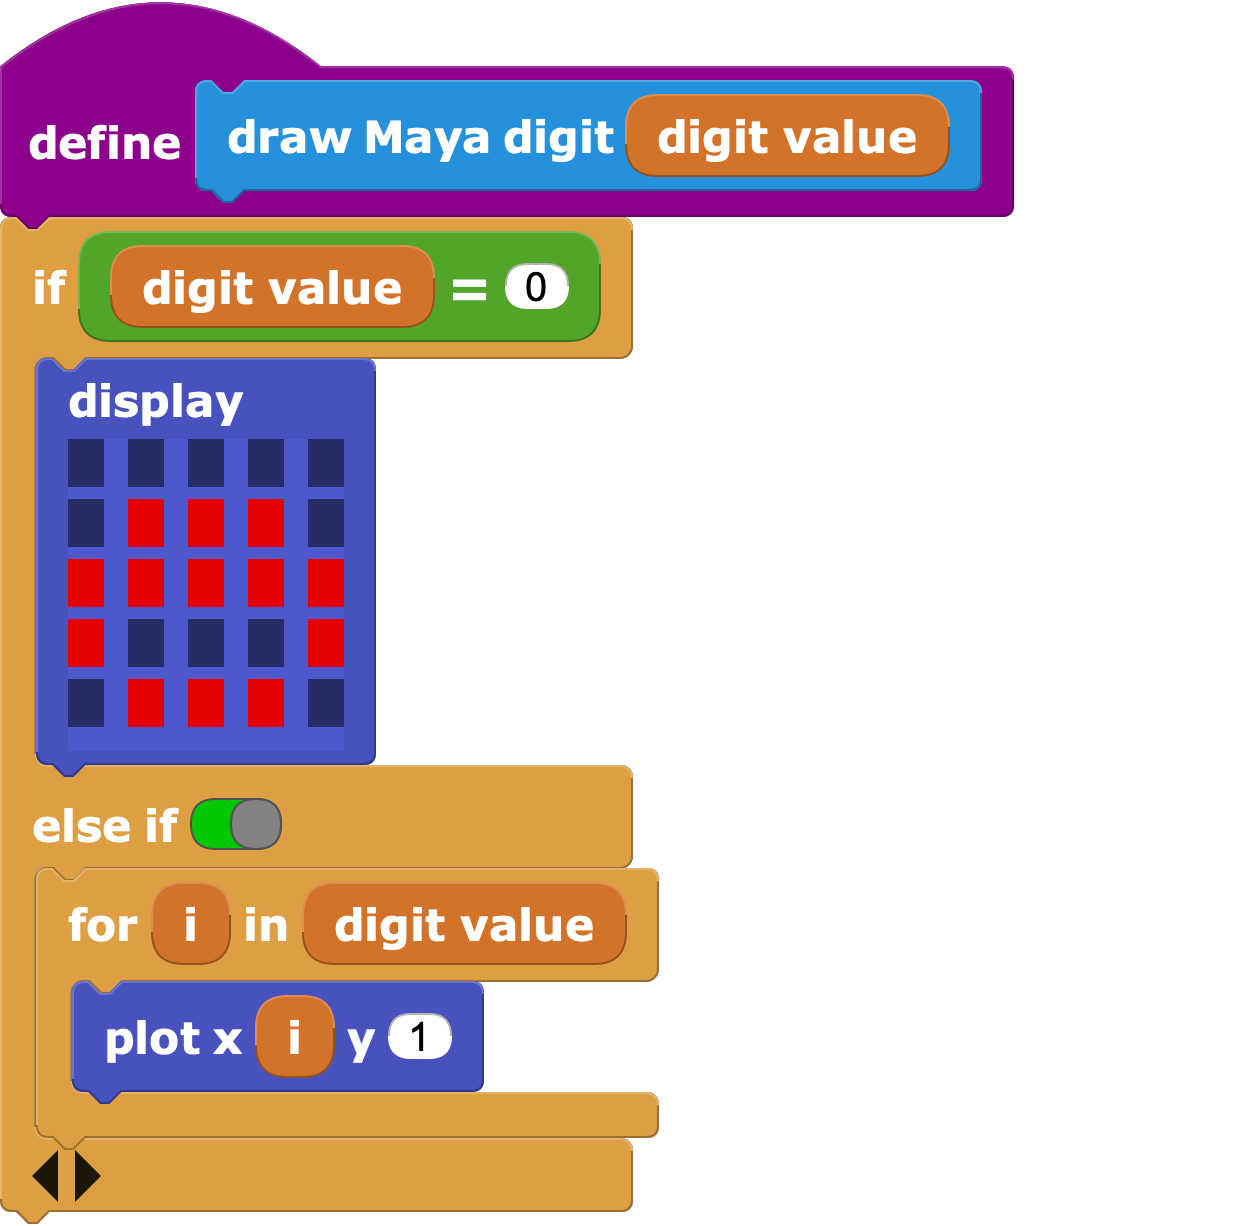 define draw Maya digit digit value
if digit value = 0
display
else if
for i in digit value
plot x i y 1